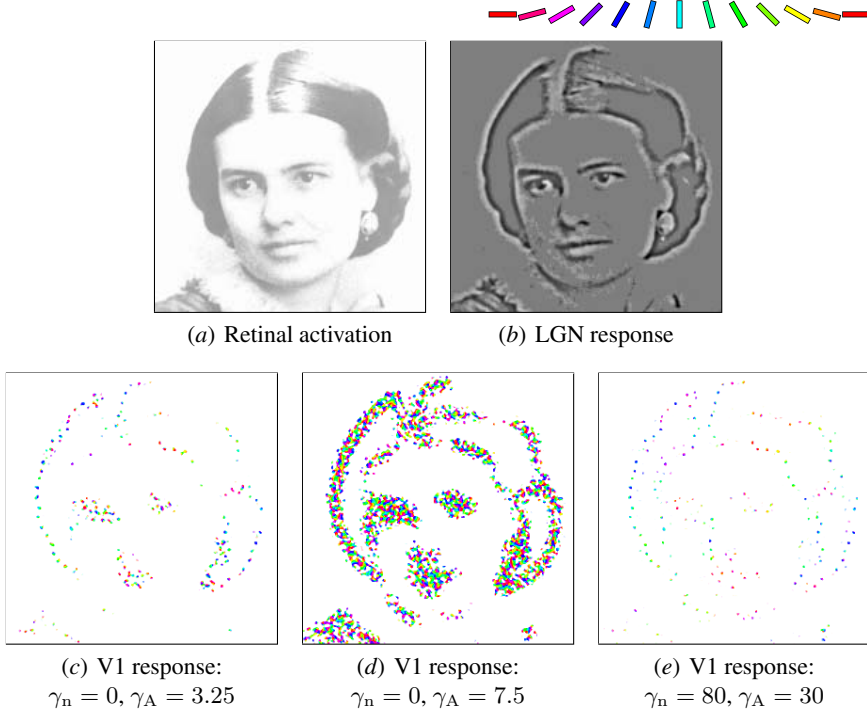 (a) Retinal activation
(b) LGN response
(c) V1 response:
γn = 0, γA = 3.25
(d) V1 response:
γn = 0, γA = 7.5
(e) V1 response:
γn = 80, γA = 30